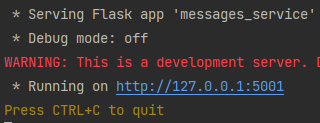 * Serving Flask app 'messages_service'
* Debug mode: off
WARNING: This is a development server.
* Running on http://127.0.0.1:5001
Press CTRL+C to quit